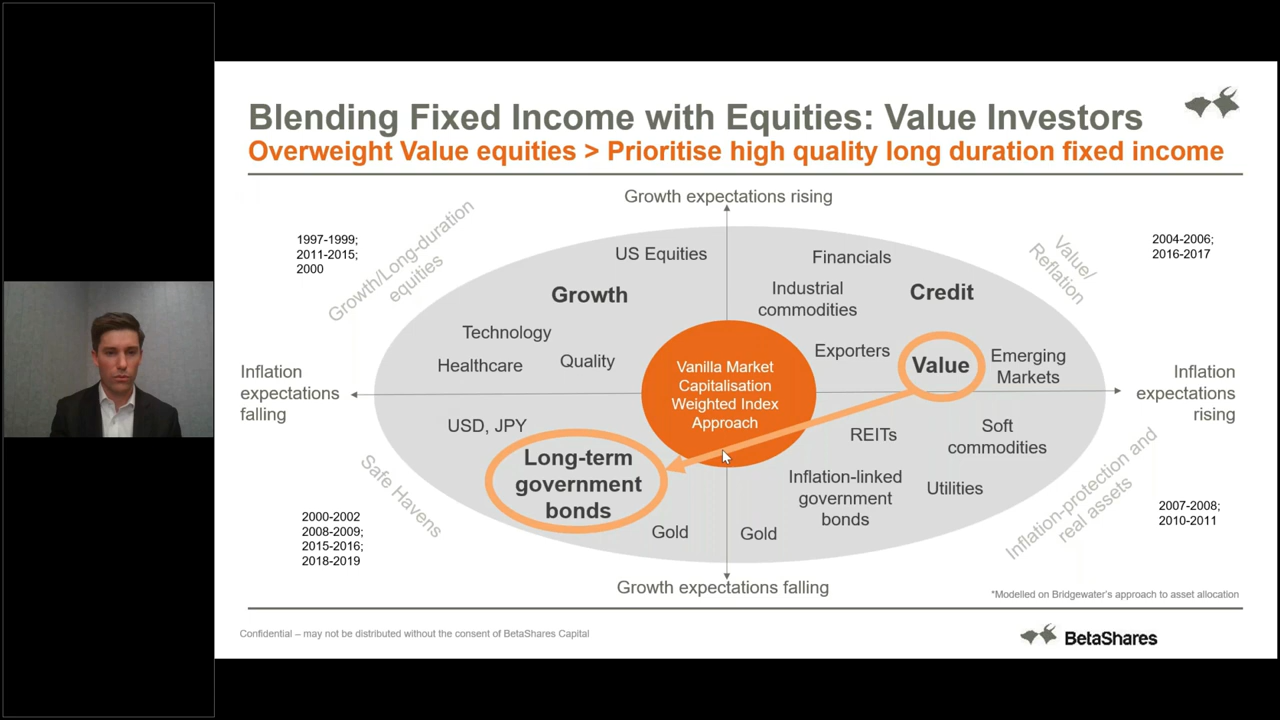 Blending Fixed Income with Equities: Value Investors
Overweight Value equities > Prioritise high quality long duration fixed income
Growth expectations rising
1997-1999;
2011-2015;
2000
Growth/Long-duration
equities
US Equities
Financials
Value/
Reflation
2004-2006;
2016-2017
Growth
Industrial
commodities
Credit
Technology
Healthcare
Quality
Exporters
Value
Emerging
Markets
Inflation
expectations
falling
Vanilla Market
Capitalisation
Weighted Index
Approach
Inflation
expectations
rising
USD, JPY
Long-term
government
bonds
REITs
Soft
commodities
Inflation-linked
government
bonds
Utilities
Gold
Gold
Safe Havens
2000-2002
2008-2009;
2015-2016;
2018-2019
Inflation-protection and
real assets
2007-2008;
2010-2011
Growth expectations falling
*Modelled on Bridgewater's approach to asset allocation
Confidential – may not be distributed without the consent of BetaShares Capital
BetaShares